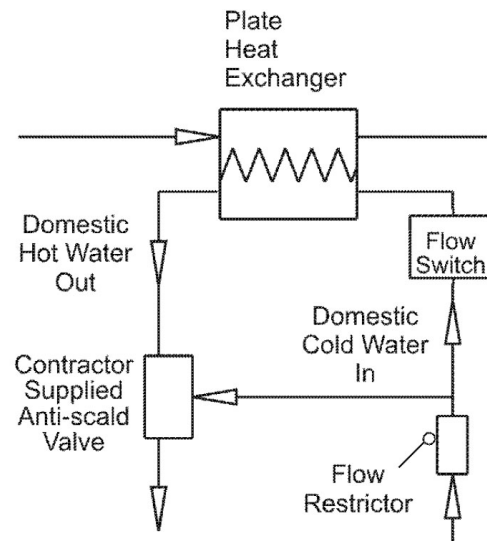 Plate
Heat
Exchanger
Domestic
Hot Water
Out
Flow
Switch
Domestic
Cold Water
In
Contractor
Supplied
Anti-scald
Valve
Flow
Restrictor